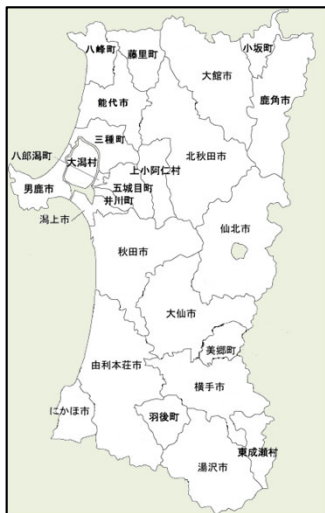 八峰町
藤里町
小坂町
大館市
能代市
鹿角市
三種町
八郎潟町
大潟村
上小阿仁村
北秋田市
男鹿市
五城目町
井川町
潟上市
仙北市
秋田市
大仙市
美郷町
由利本荘市
横手市
にかほ市
羽後町
東成瀬村
湯沢市